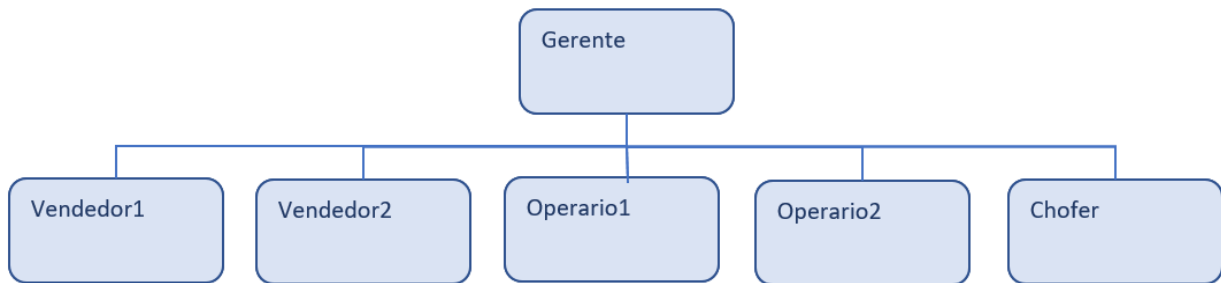 Gerente
Vendedor1
Vendedor2
Operario1
Operario2
Chofer